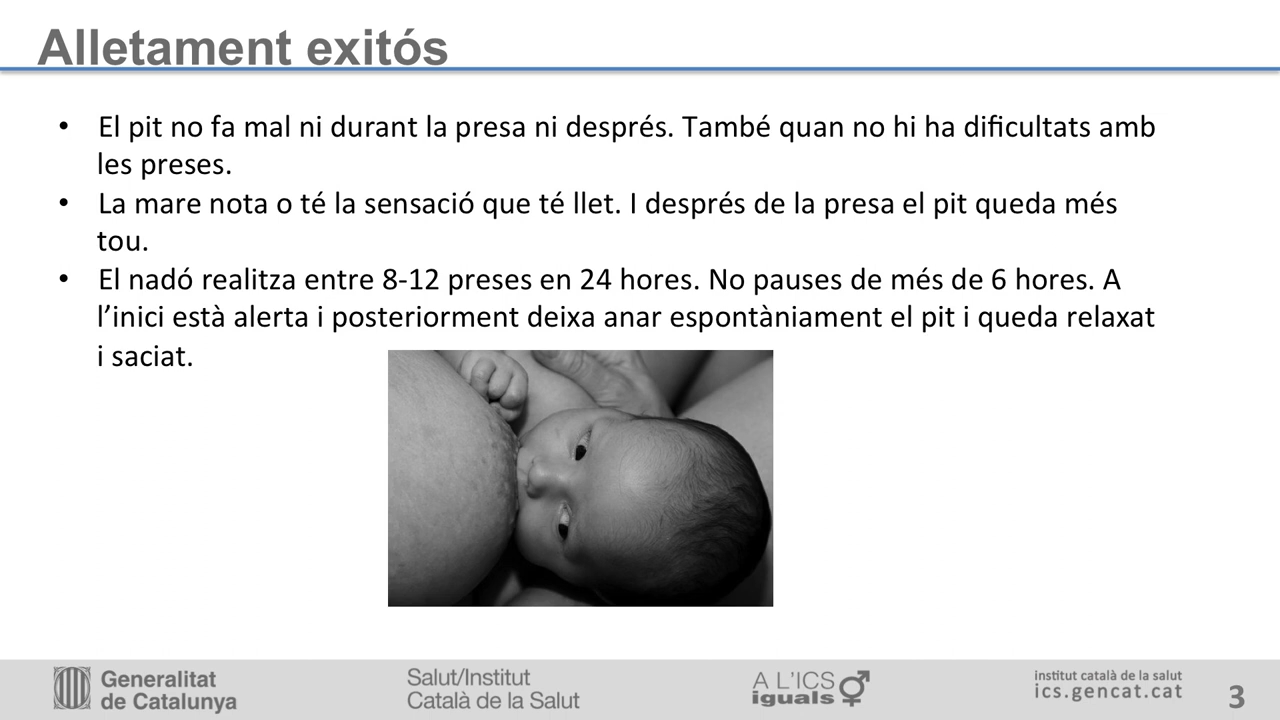 Alletament exitós
• El pit no fa mal ni durant la presa ni després. També quan no hi ha dificultats amb
les preses.
• La mare nota o té la sensació que té llet. I després de la presa el pit queda més
tou.
• El nadó realitza entre 8-12 preses en 24 hores. No pauses de més de 6 hores. A
l’inici està alerta i posteriorment deixa anar espontàniament el pit i queda relaxat
i saciat.
Generalitat
de Catalunya
Salut/Institut
Català de la Salut
A L'ICS
iguals
institut català de la salut
ics.gencat.cat
3